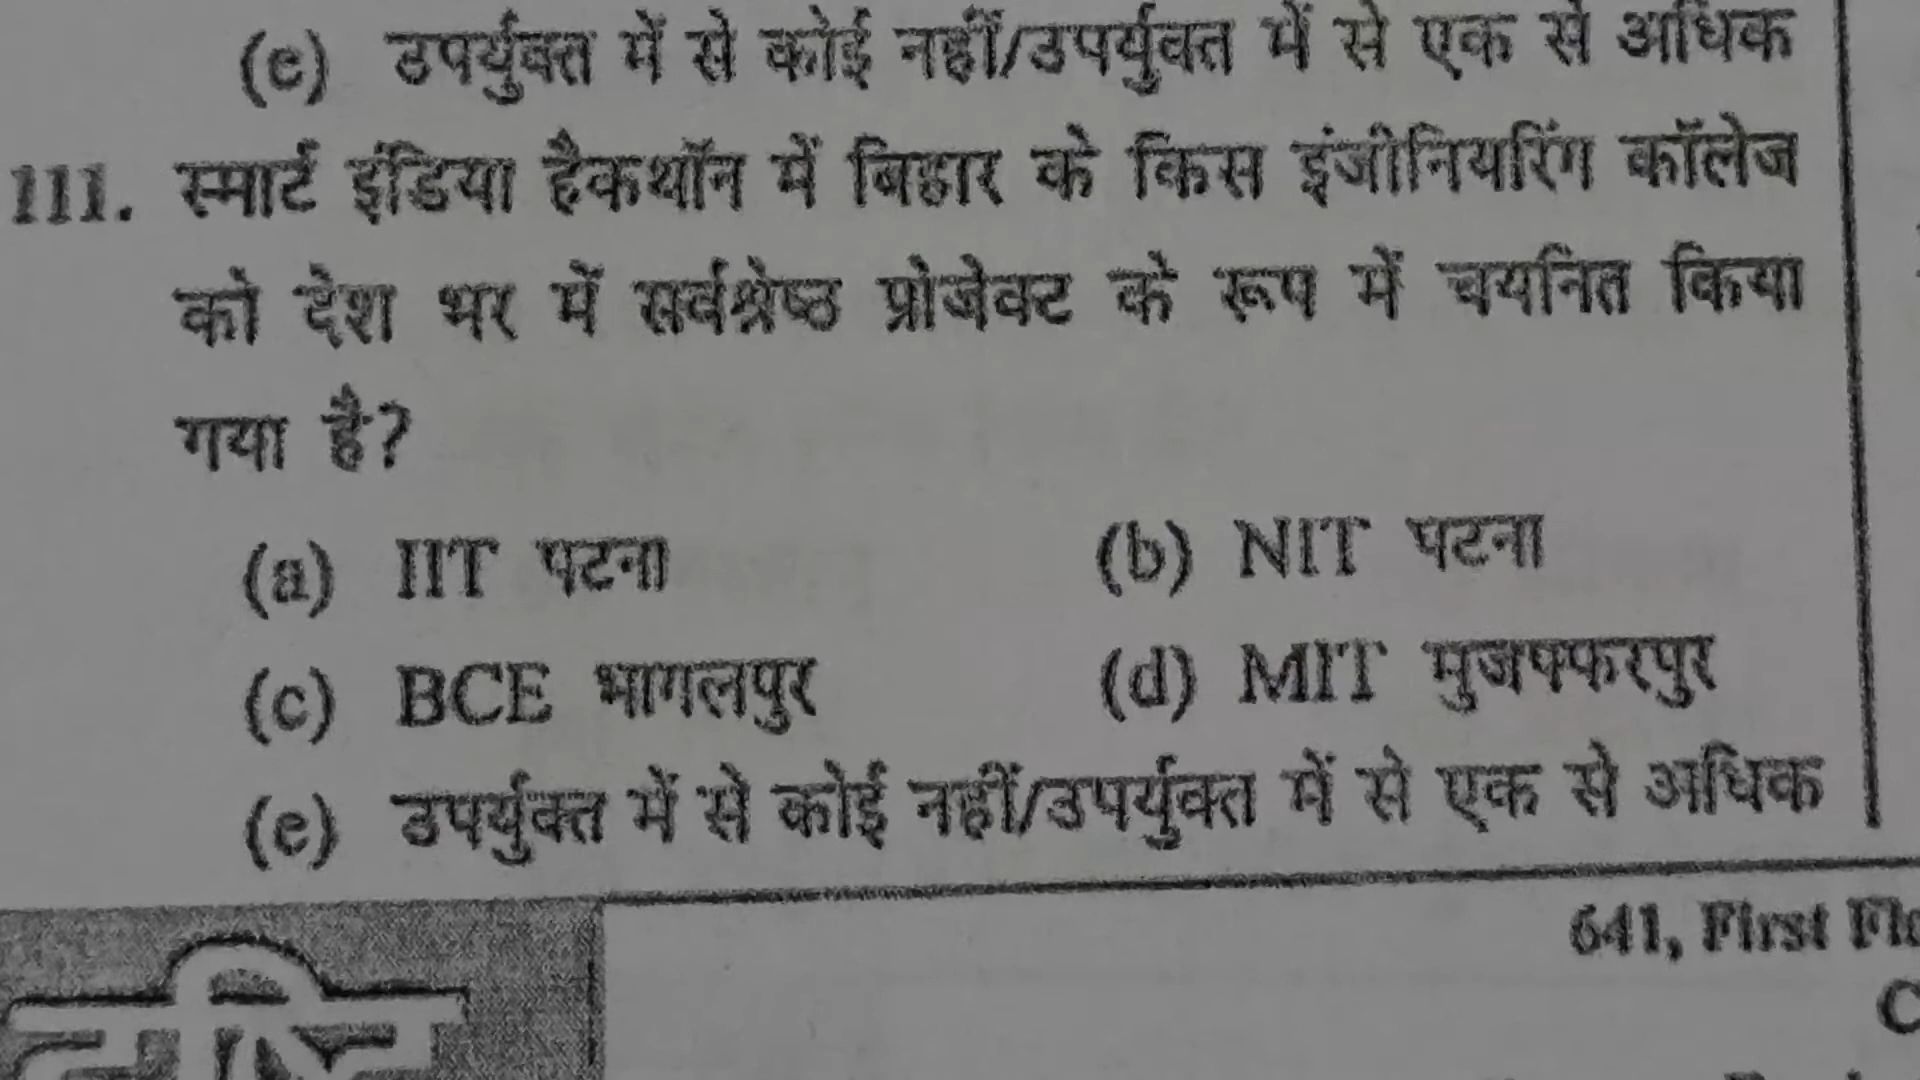 (e) उपर्युक्त में से कोई नहीं/उपर्युक्त में से एक से अधिक
111. स्मार्ट इंडिया हैकथॉन में बिहार के किस इंजीनियरिंग कॉलेज
को देश भर में सर्वश्रेष्ठ प्रोजेक्ट के रूप में चयनित किया
गया है?
(a) IIT पटना (b) NIT पटना
(c) BCE भागलपुर (d) MIT मुजफ्फरपुर
(e) उपर्युक्त में से कोई नहीं/उपर्युक्त में से एक से अधिक
641, First
दृष्टि